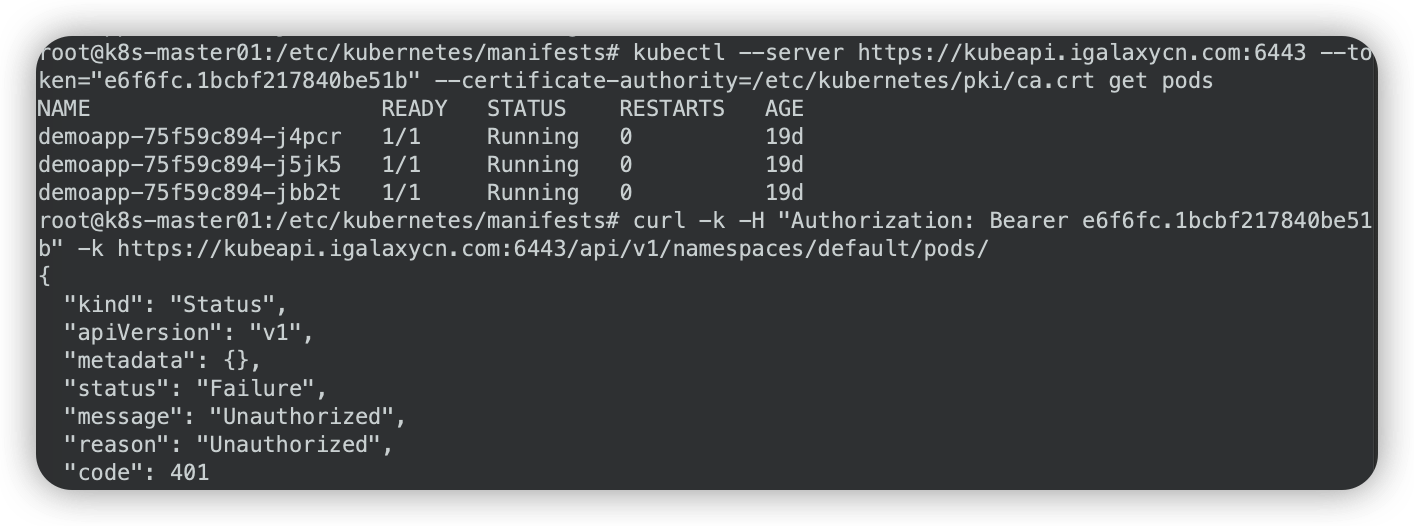 root@k8s-master01:/etc/kubernetes/manifests# kubectl --server https://kubeapi.igalaxycn.com:6443 --to
ken="e6f6fc.1bcbf217840be51b" --certificate-authority=/etc/kubernetes/pki/ca.crt get pods
NAME                       READY   STATUS    RESTARTS   AGE
demoapp-75f59c894-j4pcr   1/1     Running   0          19d
demoapp-75f59c894-j5jk5   1/1     Running   0          19d
demoapp-75f59c894-jbb2t   1/1     Running   0          19d
root@k8s-master01:/etc/kubernetes/manifests# curl -k -H "Authorization: Bearer e6f6fc.1bcbf217840be51
b" -k https://kubeapi.igalaxycn.com:6443/api/v1/namespaces/default/pods/
{
  "kind": "Status",
  "apiVersion": "v1",
  "metadata": {},
  "status": "Failure",
  "message": "Unauthorized",
  "reason": "Unauthorized",
  "code": 401